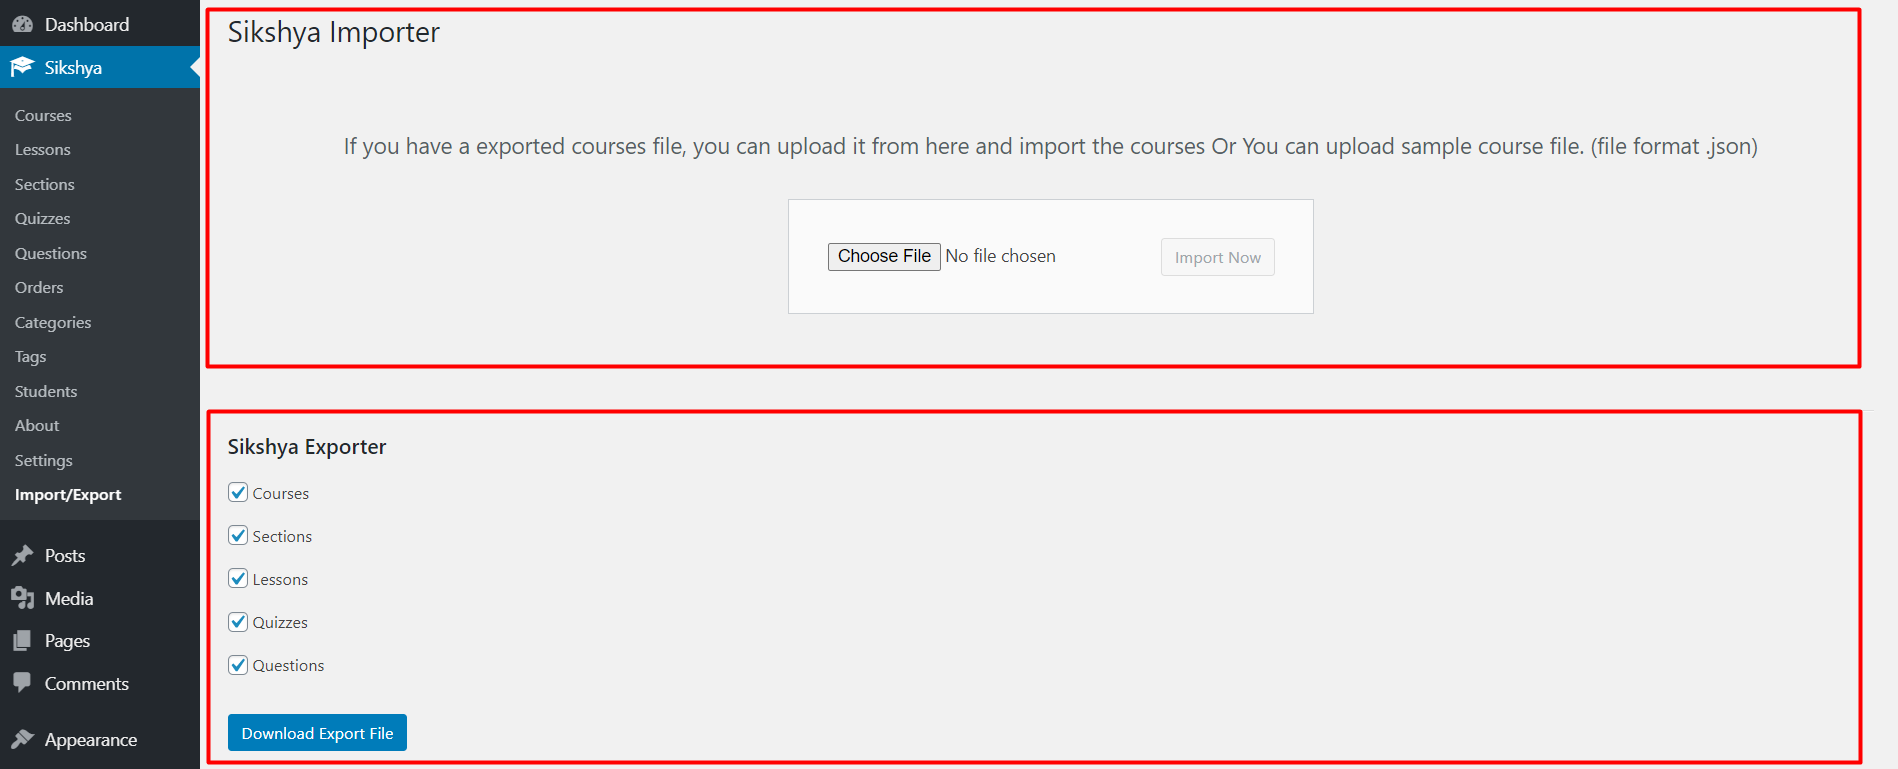 Dashboard
Sikshya
Courses
Lessons
Sections
Quizzes
Questions
Orders
Categories
Tags
Students
About
Settings
Import/Export
Posts
Media
Pages
Comments
Appearance
Sikshya Importer
If you have a exported courses file, you can upload it from here and import the courses Or You can upload sample course file. (file format .json)
Choose File No file chosen
Import Now
Sikshya Exporter
Courses
Sections
Lessons
Quizzes
Questions
Download Export File